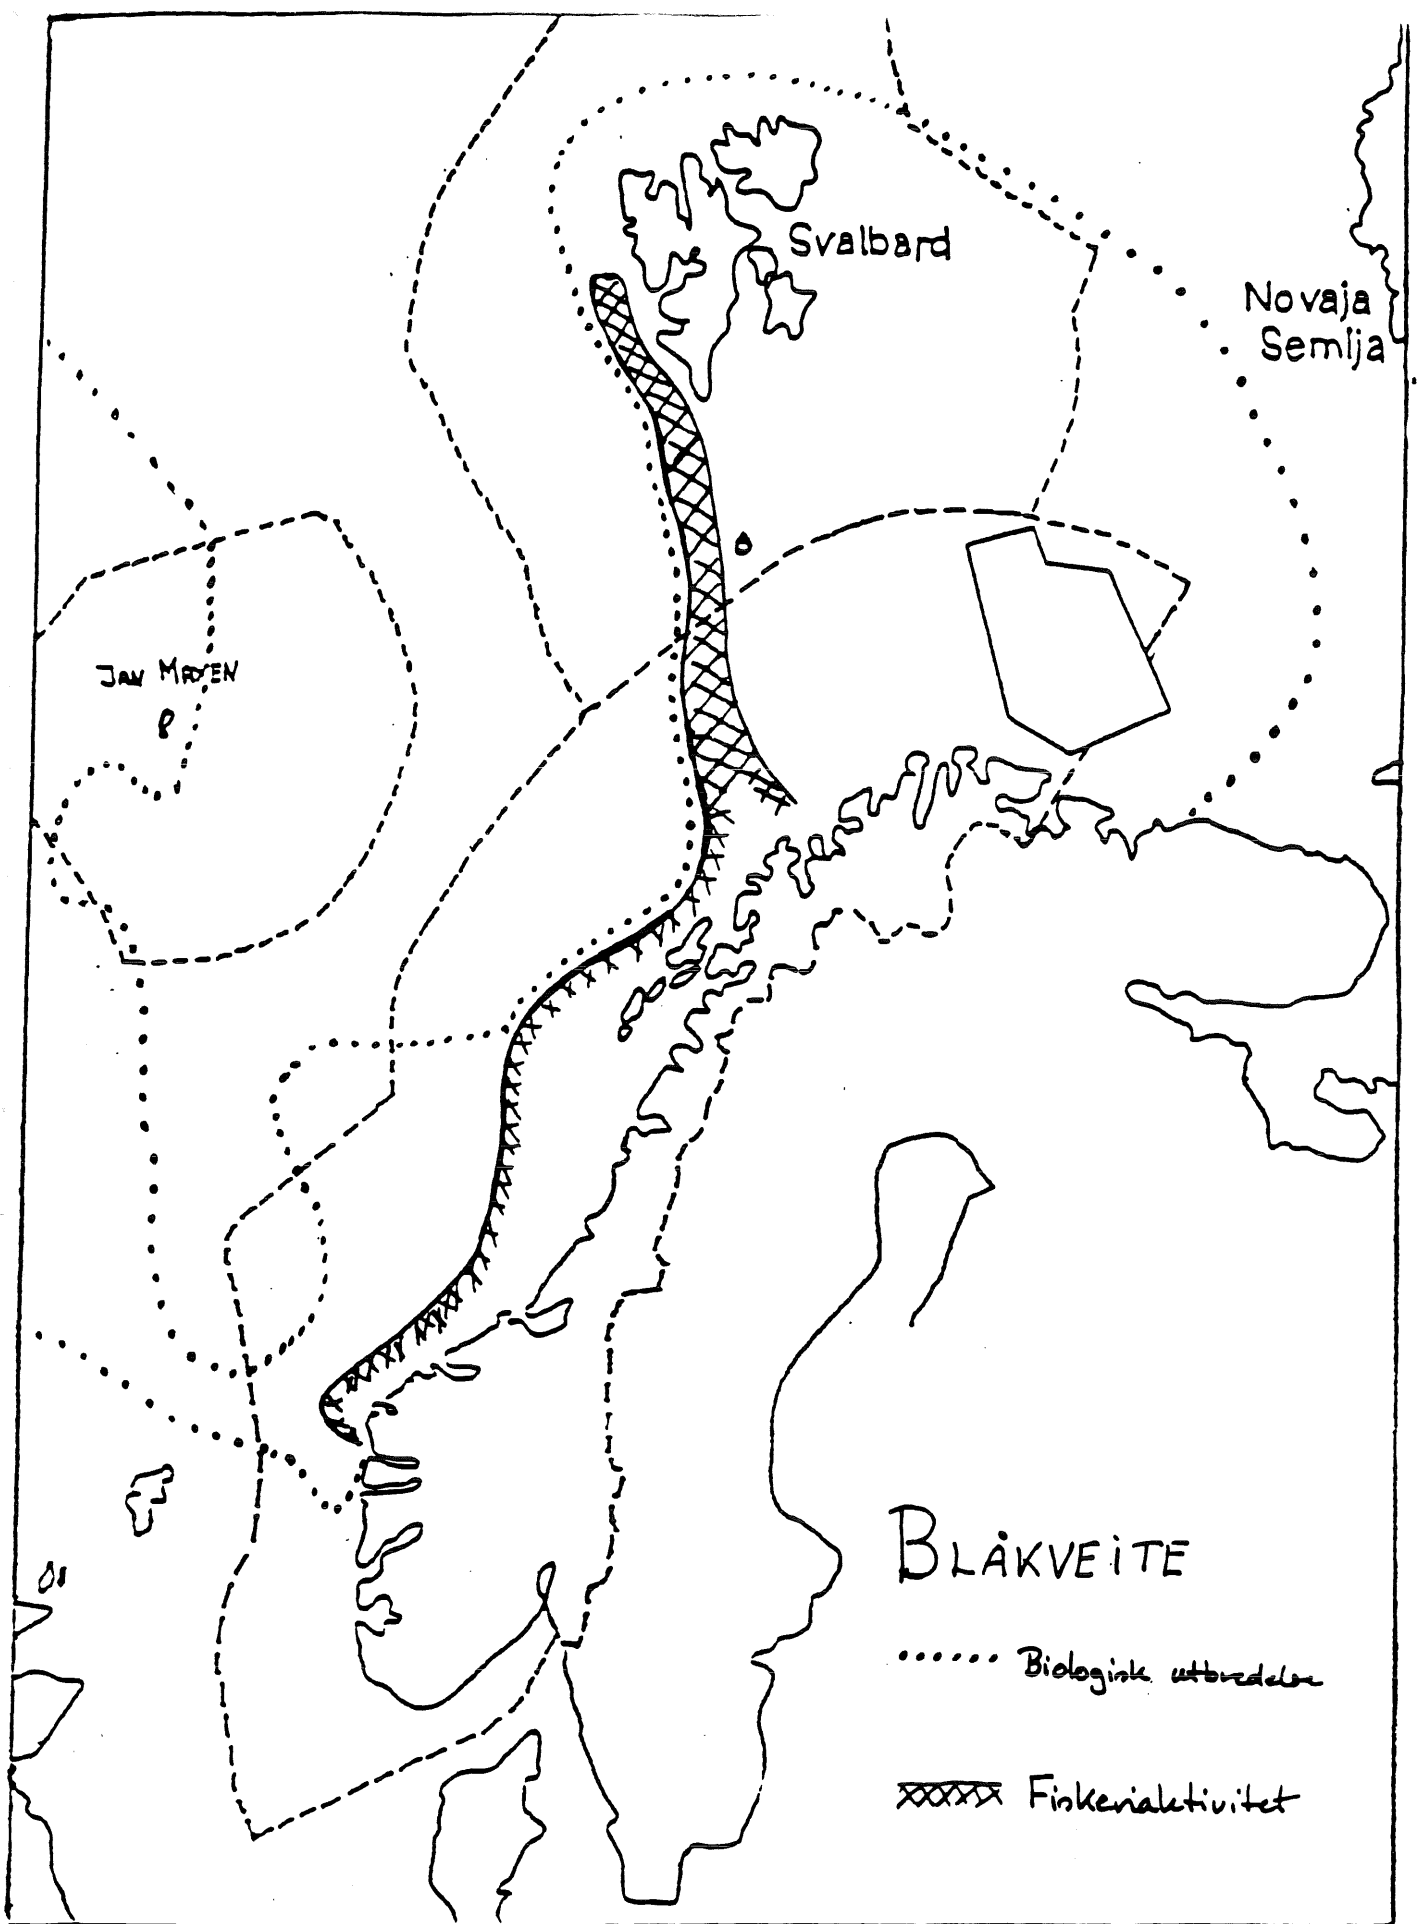 Svalbard
Novaja
Semlja
JAN MAYEN
BLÅKVEITE
Biologisk utbredelse
Fiskeriaktivitet